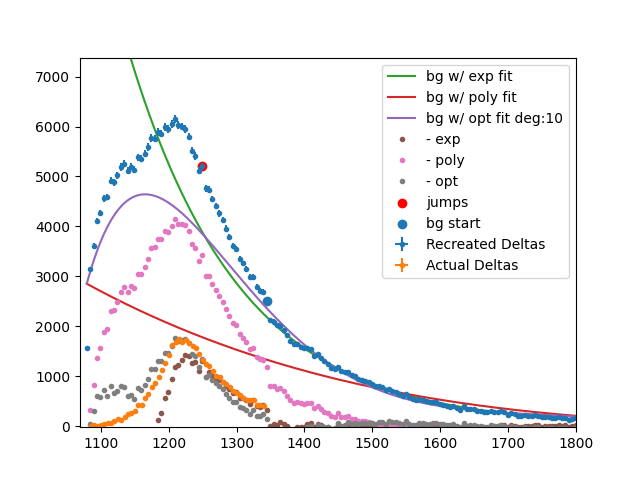 7000
6000
5000
4000
3000
2000
1000
0
1100 1200 1300 1400 1500 1600 1700 1800
bg w/ exp fit
bg w/ poly fit
bg w/ opt fit deg:10
- exp
- poly
- opt
jumps
bg start
Recreated Deltas
Actual Deltas